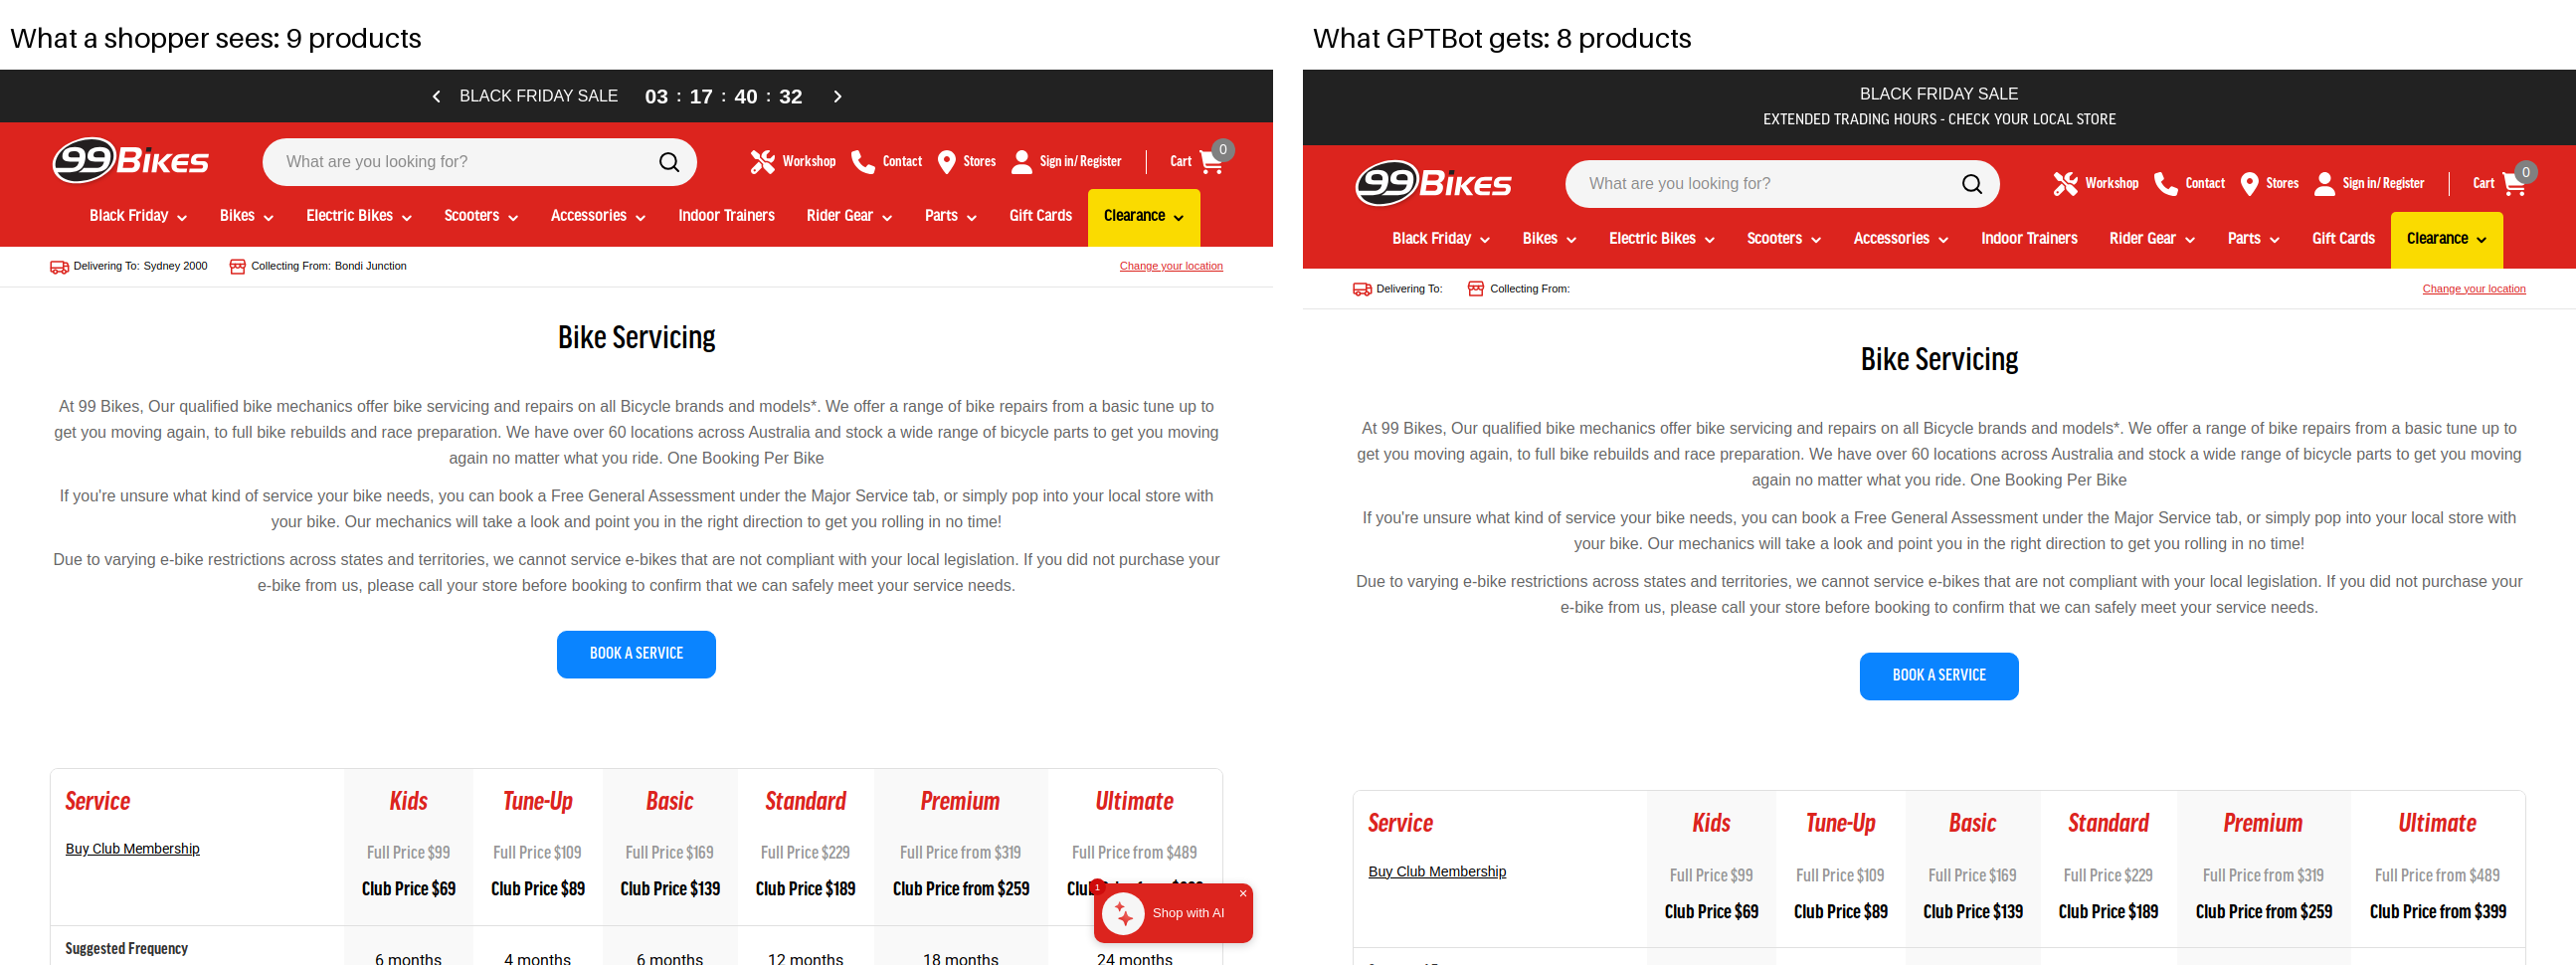 What a shopper sees: 9 products
BLACK FRIDAY SALE 03 : 17 : 40 : 32
99 Bikes
What are you looking for?
Workshop Contact Stores Sign in/ Register Cart 0
Black Friday Bikes Electric Bikes Scooters Accessories Indoor Trainers Rider Gear Parts Gift Cards Clearance
Delivering To: Sydney 2000 Collecting From: Bondi Junction Change your location
Bike Servicing
At 99 Bikes, Our qualified bike mechanics offer bike servicing and repairs on all Bicycle brands and models*. We offer a range of bike repairs from a basic tune up to
get you moving again, to full bike rebuilds and race preparation. We have over 60 locations across Australia and stock a wide range of bicycle parts to get you moving
again no matter what you ride. One Booking Per Bike
If you're unsure what kind of service your bike needs, you can book a Free General Assessment under the Major Service tab, or simply pop into your local store with
your bike. Our mechanics will take a look and point you in the right direction to get you rolling in no time!
Due to varying e-bike restrictions across states and territories, we cannot service e-bikes that are not compliant with your local legislation. If you did not purchase your
e-bike from us, please call your store before booking to confirm that we can safely meet your service needs.
BOOK A SERVICE
Service Kids Tune-Up Basic Standard Premium Ultimate
Buy Club Membership Full Price $99 Full Price $109 Full Price $169 Full Price $229 Full Price from $319 Full Price from $489
Club Price $69 Club Price $89 Club Price $139 Club Price $189 Club Price from $259
1 Shop with AI ×
Suggested Frequency
6 months 4 months 6 months 12 months 18 months 24 months
What GPTBot gets: 8 products
BLACK FRIDAY SALE
EXTENDED TRADING HOURS - CHECK YOUR LOCAL STORE
99 Bikes
What are you looking for?
Workshop Contact Stores Sign in/ Register Cart 0
Black Friday Bikes Electric Bikes Scooters Accessories Indoor Trainers Rider Gear Parts Gift Cards Clearance
Delivering To: Collecting From: Change your location
Bike Servicing
At 99 Bikes, Our qualified bike mechanics offer bike servicing and repairs on all Bicycle brands and models*. We offer a range of bike repairs from a basic tune up to
get you moving again, to full bike rebuilds and race preparation. We have over 60 locations across Australia and stock a wide range of bicycle parts to get you moving
again no matter what you ride. One Booking Per Bike
If you're unsure what kind of service your bike needs, you can book a Free General Assessment under the Major Service tab, or simply pop into your local store with
your bike. Our mechanics will take a look and point you in the right direction to get you rolling in no time!
Due to varying e-bike restrictions across states and territories, we cannot service e-bikes that are not compliant with your local legislation. If you did not purchase your
e-bike from us, please call your store before booking to confirm that we can safely meet your service needs.
BOOK A SERVICE
Service Kids Tune-Up Basic Standard Premium Ultimate
Buy Club Membership Full Price $99 Full Price $109 Full Price $169 Full Price $229 Full Price from $319 Full Price from $489
Club Price $69 Club Price $89 Club Price $139 Club Price $189 Club Price from $259 Club Price from $399